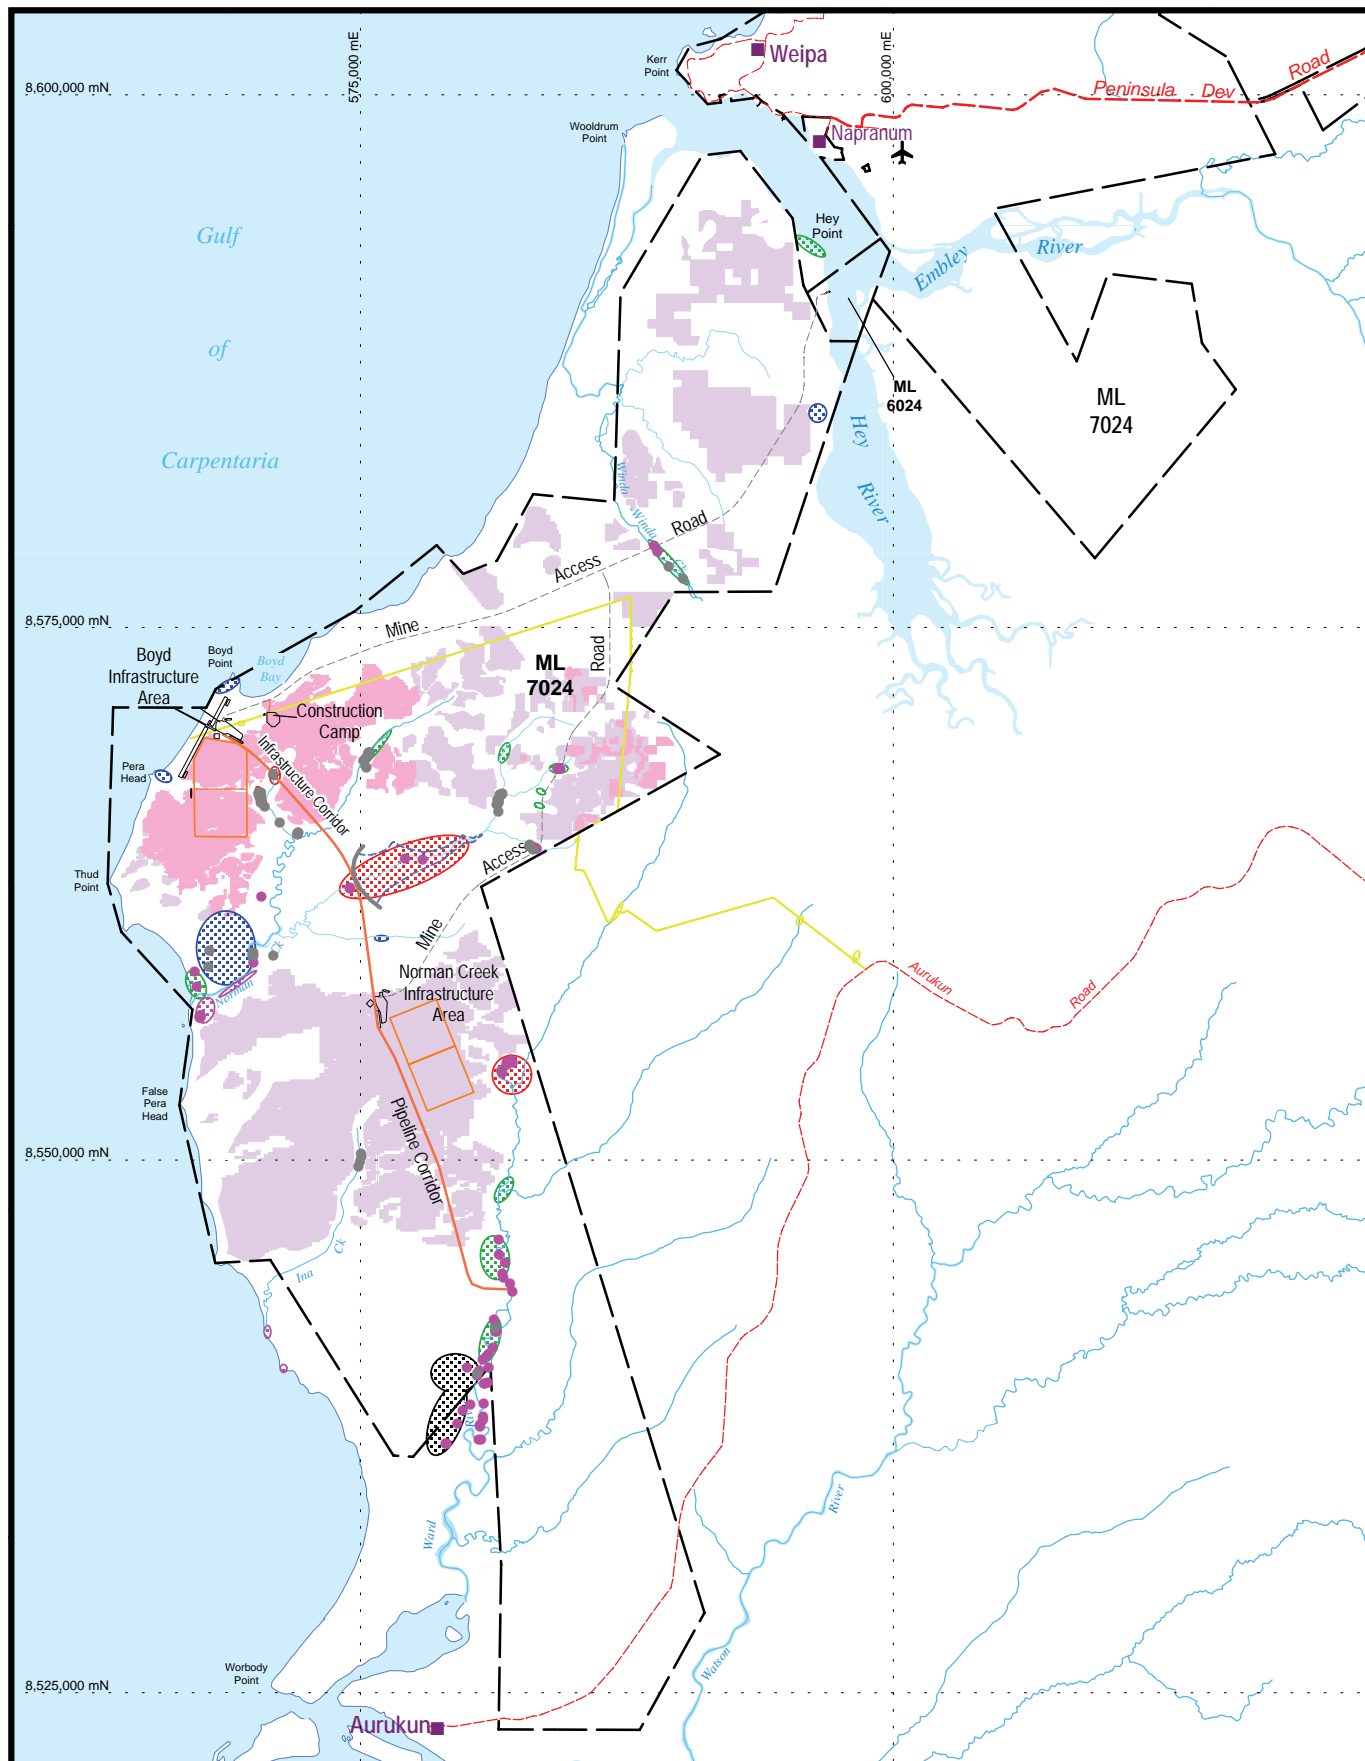 575,000 mE
600,000 mE
Kerr
Point
Weipa
Road
8,600,000 mN
Peninsula Dev
Wooldrum
Point
Napranum
Gulf
of
Carpentaria
Hey
Point
Embley
River
River
ML
6024
ML
7024
Hey
River
Winda
Winda
Ck
Road
Access
Mine
8,575,000 mN
Road
Boyd
Infrastructure
Area
Boyd
Point
Boyd
Bay
ML
7024
Construction
Camp
Infrastructure Corridor
Pera
Head
Access
Mine
Thud
Point
Ck
Norman
Norman Creek
Infrastructure
Area
Aurukun
Road
False
Pera
Head
Pipeline Corridor
8,550,000 mN
Ck
Ina
Ward
River
Watson
Worbody
Point
8,525,000 mN
Aurukun